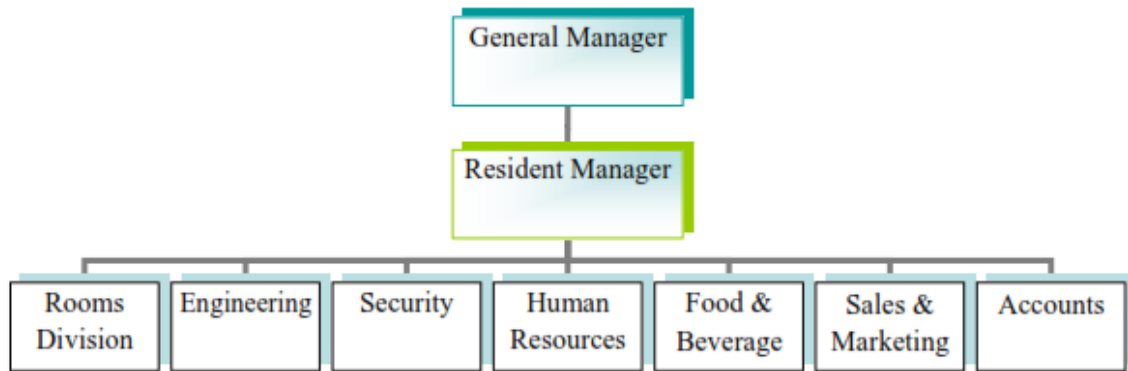 General Manager
Resident Manager
Rooms
Division
Engineering
Security
Human
Resources
Food &
Beverage
Sales &
Marketing
Accounts